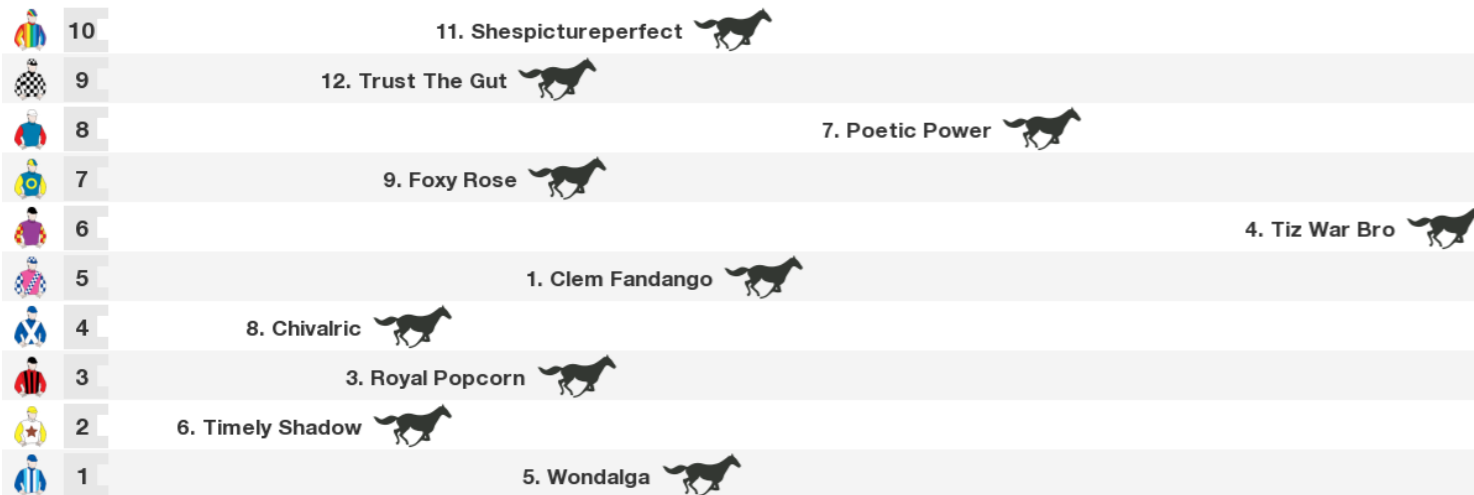 10 11. Shespictureperfect
9 12. Trust The Gut
8 7. Poetic Power
7 9. Foxy Rose
6 4. Tiz War Bro
5 1. Clem Fandango
4 8. Chivalric
3 3. Royal Popcorn
2 6. Timely Shadow
1 5. Wondalga